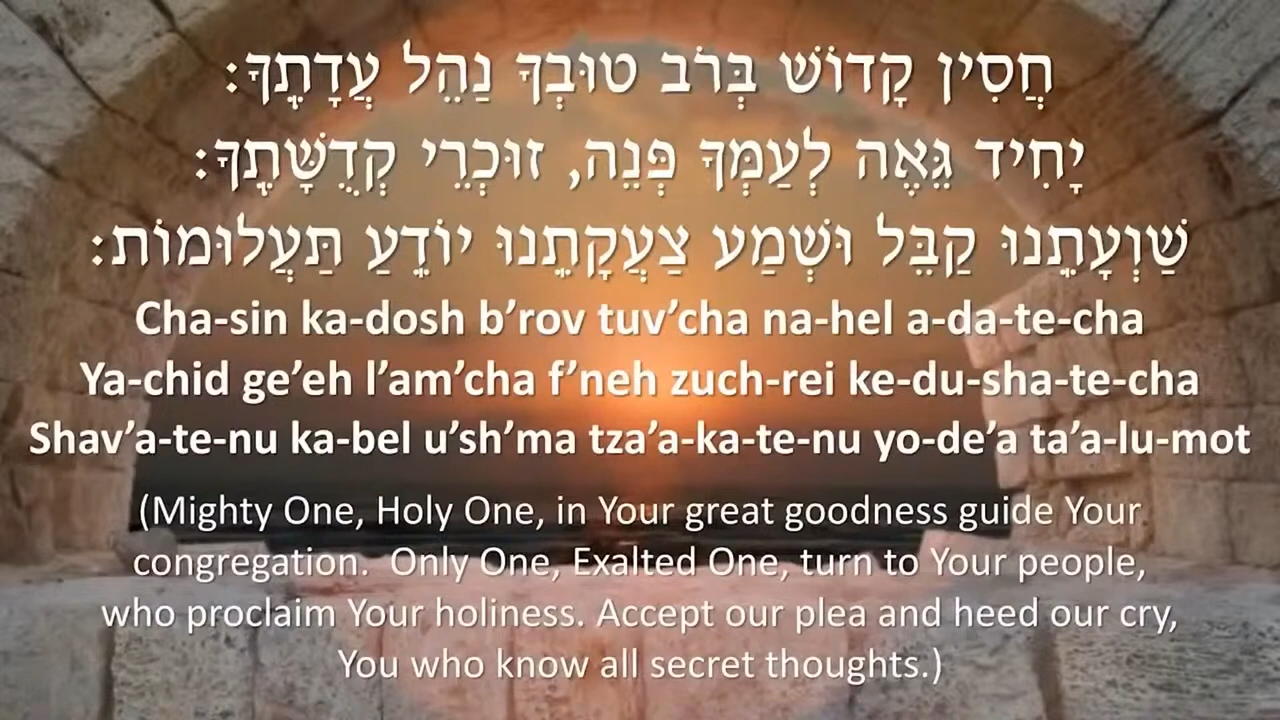 חֲסִין קָדוֹשׁ בְּרֹב טוּבְךָ נַהֵל עֲדָתֶֽךָ:
יָחִיד גֵּאֶה לְעַמְּךָ פְּנֵה, זוּכְרֵי קְדֻשָּׁתֶֽךָ:
שַׁוְעָתֵֽנוּ קַבֵּל וּשְׁמַע צַעֲקָתֵֽנוּ יוֹדֵֽעַ תַּעֲלוּמוֹת:
Cha-sin ka-dosh b’rov tuv’cha na-hel a-da-te-cha
Ya-chid ge’eh l’am’cha f’neh zuch-rei ke-du-sha-te-cha
Shav’a-te-nu ka-bel u’sh’ma tza’a-ka-te-nu yo-de’a ta’a-lu-mot
(Mighty One, Holy One, in Your great goodness guide Your
congregation.  Only One, Exalted One, turn to Your people,
who proclaim Your holiness. Accept our plea and heed our cry,
You who know all secret thoughts.)